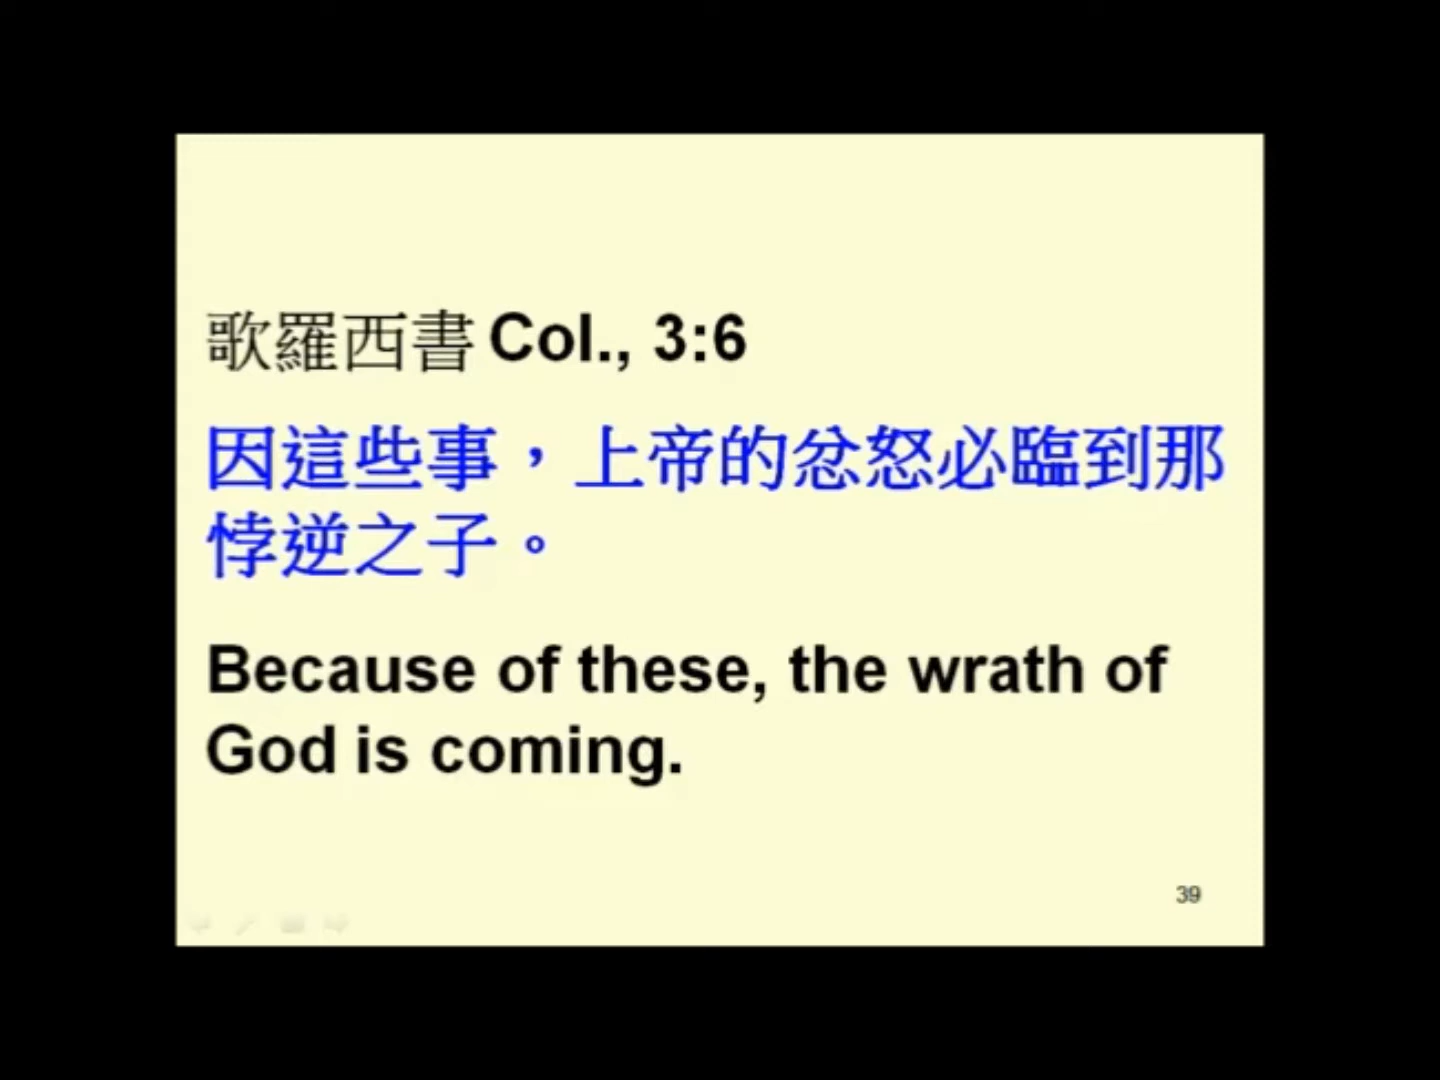 歌羅西書 Col., 3:6
因這些事，上帝的忿怒必臨到那
悖逆之子。
Because of these, the wrath of
God is coming.
39